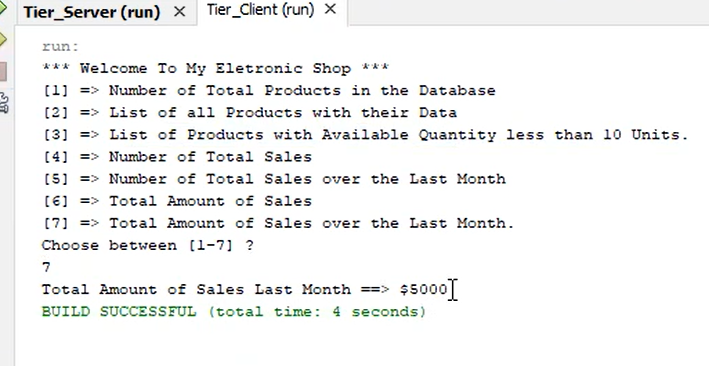 Tier_Server (run) × Tier_Client (run) ×
run:
*** Welcome To My Eletronic Shop ***
[1] => Number of Total Products in the Database
[2] => List of all Products with their Data
[3] => List of Products with Available Quantity less than 10 Units.
[4] => Number of Total Sales
[5] => Number of Total Sales over the Last Month
[6] => Total Amount of Sales
[7] => Total Amount of Sales over the Last Month.
Choose between [1-7] ?
7
Total Amount of Sales Last Month ==> $5000
BUILD SUCCESSFUL (total time: 4 seconds)